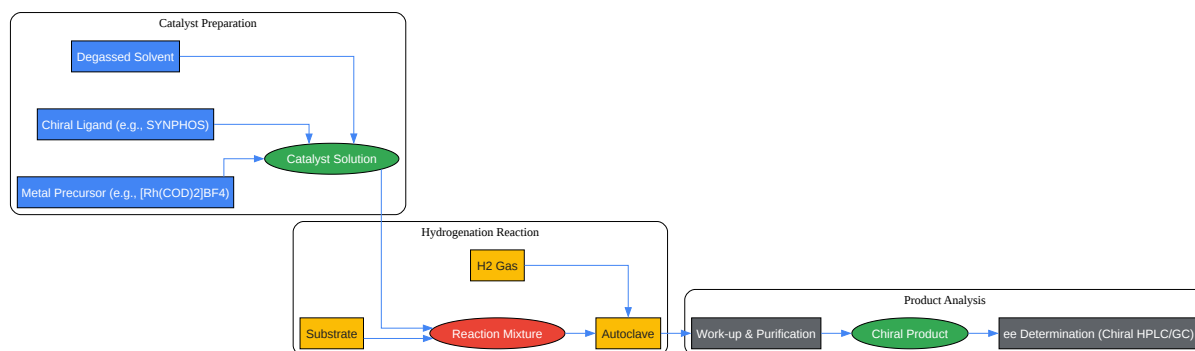 Catalyst Preparation
Degassed Solvent
Chiral Ligand (e.g., SYNPHOS)
Catalyst Solution
Metal Precursor (e.g., [Rh(COD)2]BF4)
Hydrogenation Reaction
H2 Gas
Substrate
Reaction Mixture
Autoclave
Product Analysis
Work-up & Purification
Chiral Product
ee Determination (Chiral HPLC/GC)